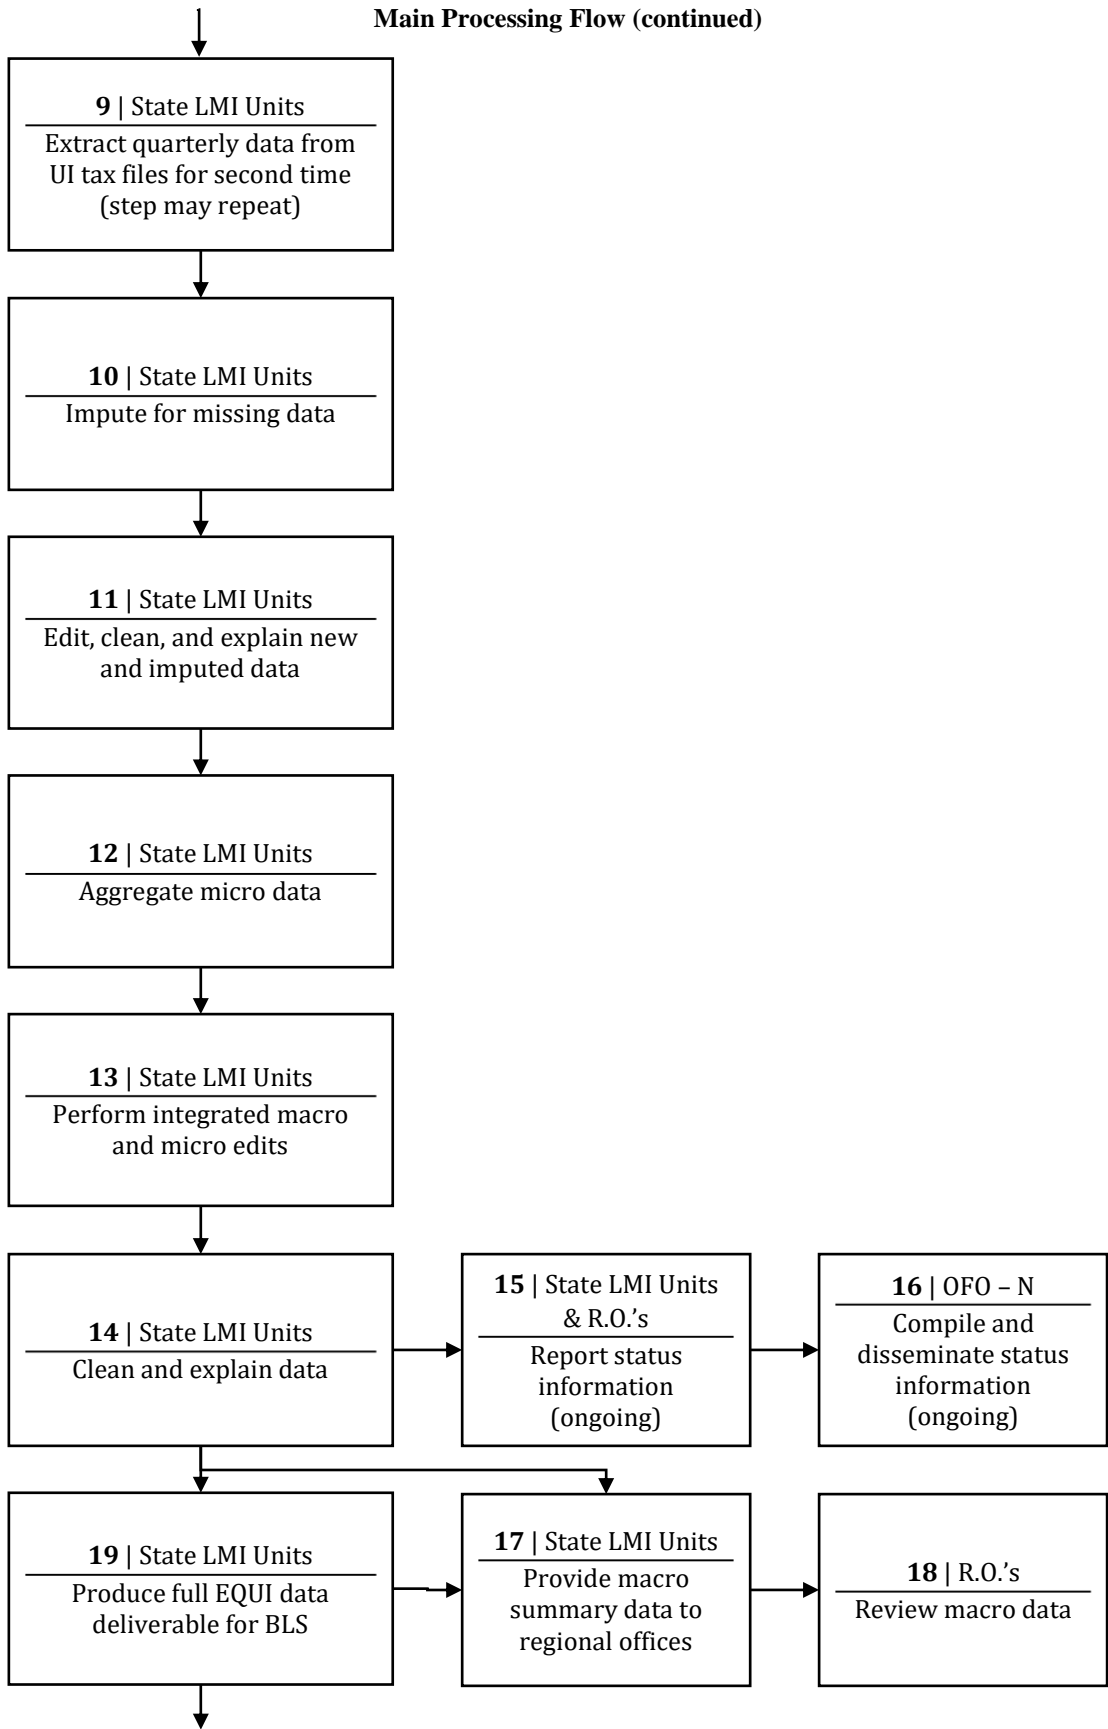 Main Processing Flow (continued)
9 | State LMI Units
Extract quarterly data from
UI tax files for second time
(step may repeat)
10 | State LMI Units
Impute for missing data
11 | State LMI Units
Edit, clean, and explain new
and imputed data
12 | State LMI Units
Aggregate micro data
13 | State LMI Units
Perform integrated macro
and micro edits
14 | State LMI Units
Clean and explain data
15 | State LMI Units
& R.O.’s
Report status
information
(ongoing)
16 | OFO – N
Compile and
disseminate status
information
(ongoing)
19 | State LMI Units
Produce full EQUI data
deliverable for BLS
17 | State LMI Units
Provide macro
summary data to
regional offices
18 | R.O.’s
Review macro data